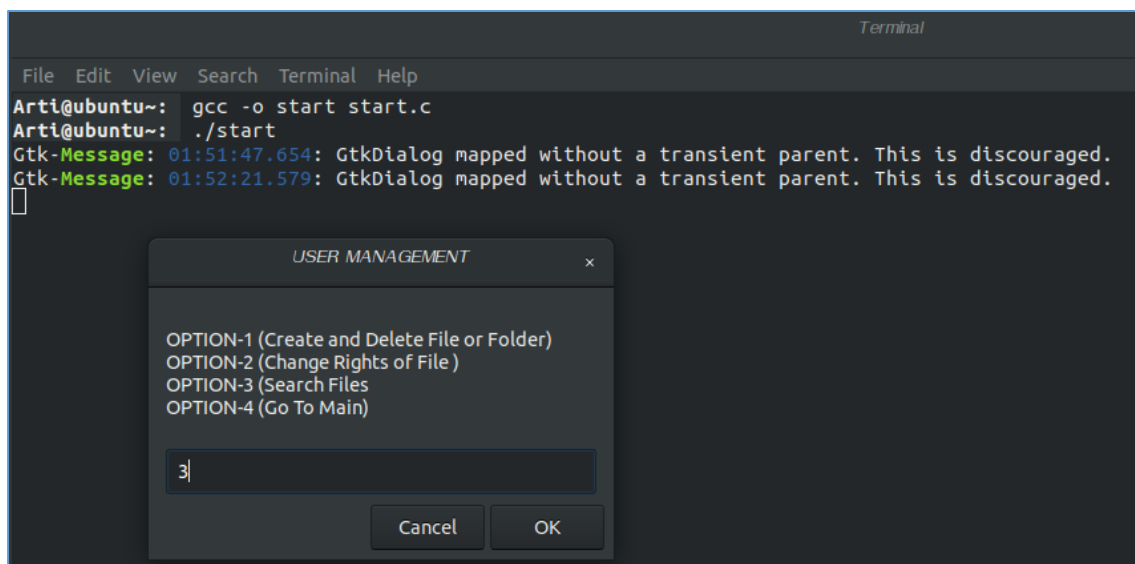 Terminal
File Edit View Search Terminal Help
Arti@ubuntu~: gcc -o start start.c
Arti@ubuntu~: ./start
Gtk-Message: 01:51:47.654: GtkDialog mapped without a transient parent. This is discouraged.
Gtk-Message: 01:52:21.579: GtkDialog mapped without a transient parent. This is discouraged.
USER MANAGEMENT ×
OPTION-1 (Create and Delete File or Folder)
OPTION-2 (Change Rights of File )
OPTION-3 (Search Files
OPTION-4 (Go To Main)
3
Cancel OK